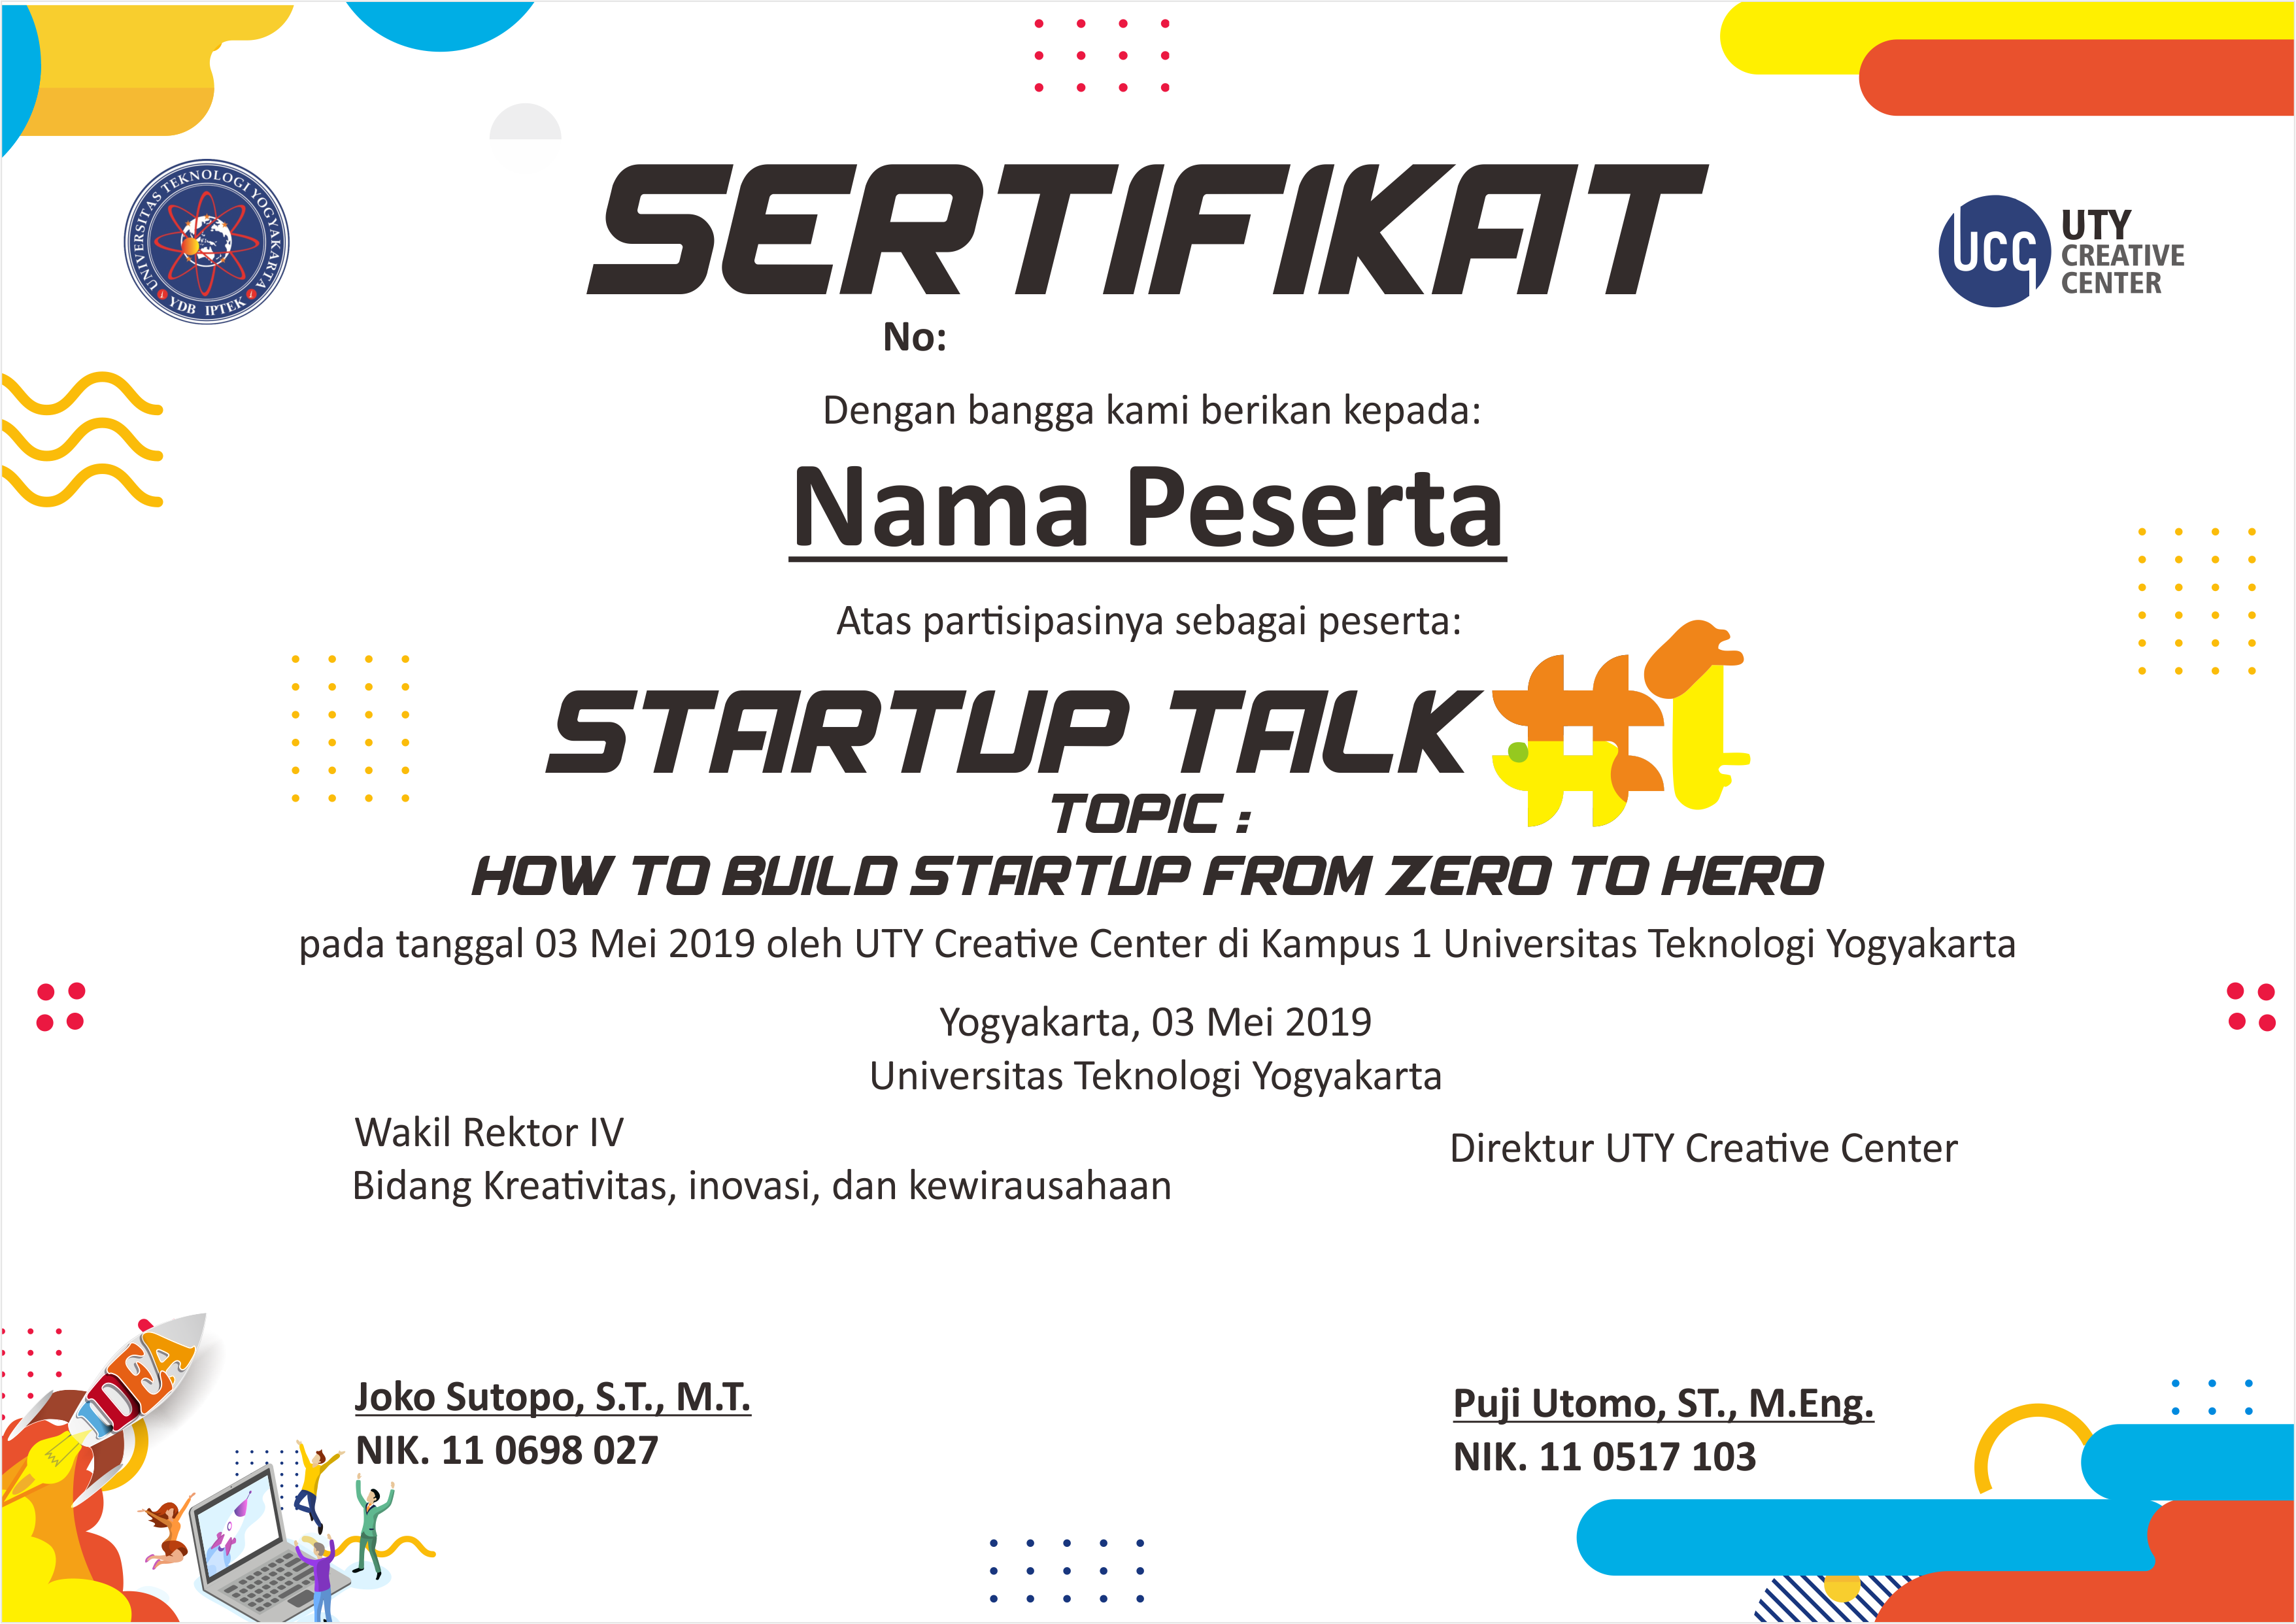 UNIVERSITAS TEKNOLOGI YOGYAKARTA
YDB IPTEK
SERTIFIKAT
UCC
UTY
CREATIVE
CENTER
No:
Dengan bangga kami berikan kepada:
Nama Peserta
Atas partisipasinya sebagai peserta:
STARTUP TALK #1
TOPIC :
HOW TO BUILD STARTUP FROM ZERO TO HERO
pada tanggal 03 Mei 2019 oleh UTY Creative Center di Kampus 1 Universitas Teknologi Yogyakarta
Yogyakarta, 03 Mei 2019
Universitas Teknologi Yogyakarta
Wakil Rektor IV
Bidang Kreativitas, inovasi, dan kewirausahaan
Direktur UTY Creative Center
IDEA
Joko Sutopo, S.T., M.T.
NIK. 11 0698 027
Puji Utomo, ST., M.Eng.
NIK. 11 0517 103